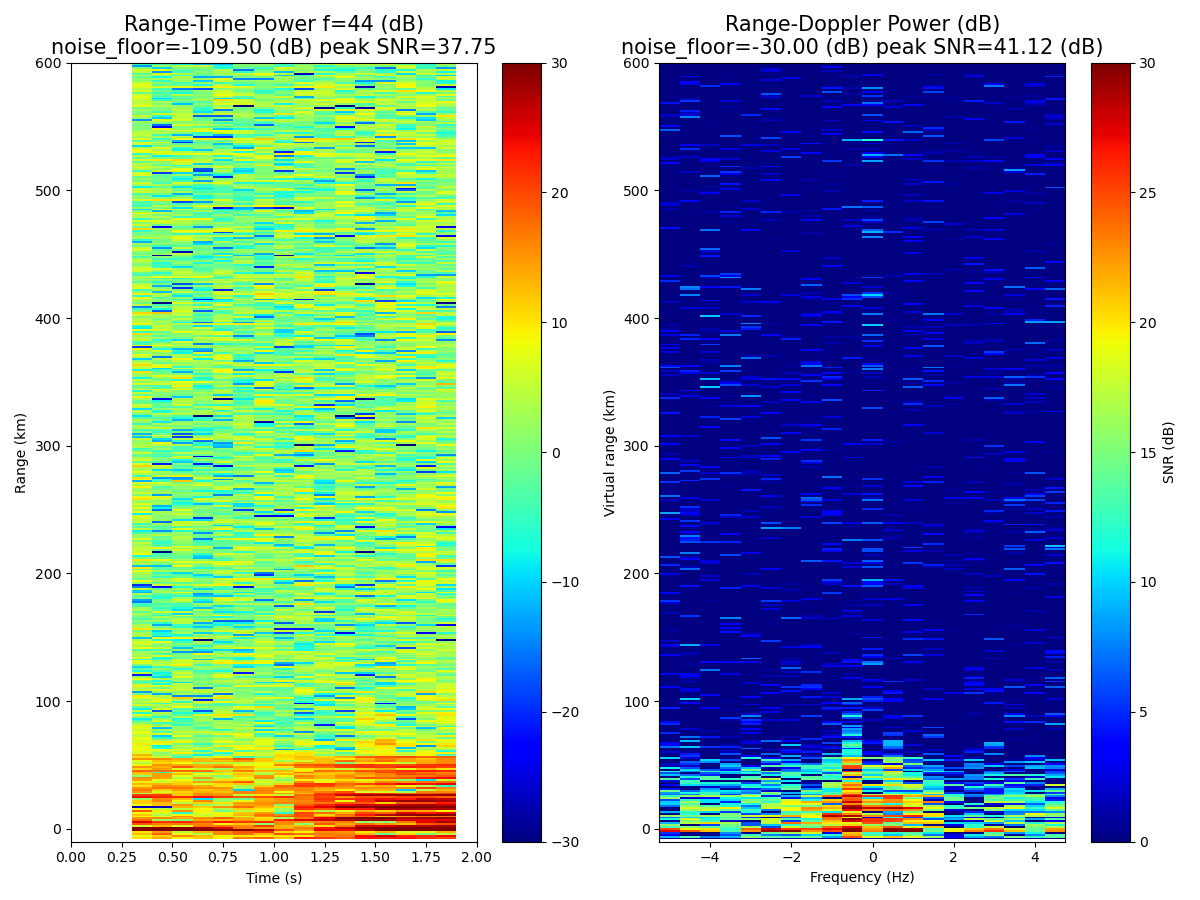 Range-Time Power f=44 (dB)
noise_floor=-109.50 (dB) peak SNR=37.75
Range-Doppler Power (dB)
noise_floor=-30.00 (dB) peak SNR=41.12 (dB)
600
500
400
300
200
100
0
Range (km)
0.00 0.25 0.50 0.75 1.00 1.25 1.50 1.75 2.00
Time (s)
30
20
10
0
−10
−20
−30
600
500
400
300
200
100
0
Virtual range (km)
−4 −2 0 2 4
Frequency (Hz)
30
25
20
15
10
5
0
SNR (dB)